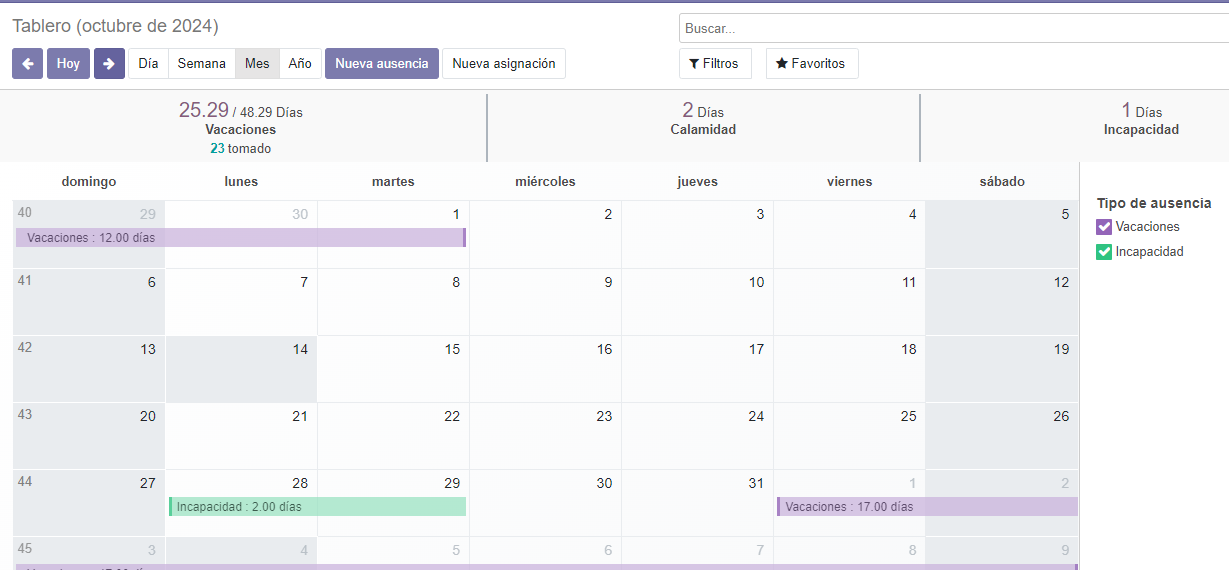 Tablero (octubre de 2024)
Buscar...
Hoy
Día
Semana
Mes
Año
Nueva ausencia
Nueva asignación
Filtros
Favoritos
25.29 / 48.29 Días
Vacaciones
23 tomado
2 Días
Calamidad
1 Días
Incapacidad
domingo lunes martes miércoles jueves viernes sábado
40 29 30 1 2 3 4 5
Vacaciones : 12.00 días
41 6 7 8 9 10 11 12
42 13 14 15 16 17 18 19
43 20 21 22 23 24 25 26
44 27 28 29 30 31 1 2
Incapacidad : 2.00 días
Vacaciones : 17.00 días
45 3 4 5 6 7 8 9
Tipo de ausencia
Vacaciones
Incapacidad